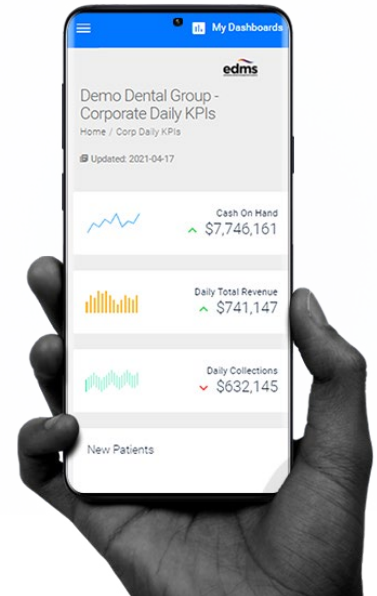 My Dashboards
edms
Demo Dental Group -
Corporate Daily KPIs
Home / Corp Daily KPIs
Updated: 2021-04-17
Cash On Hand
$7,746,161
Daily Total Revenue
$741,147
Daily Collections
$632,145
New Patients